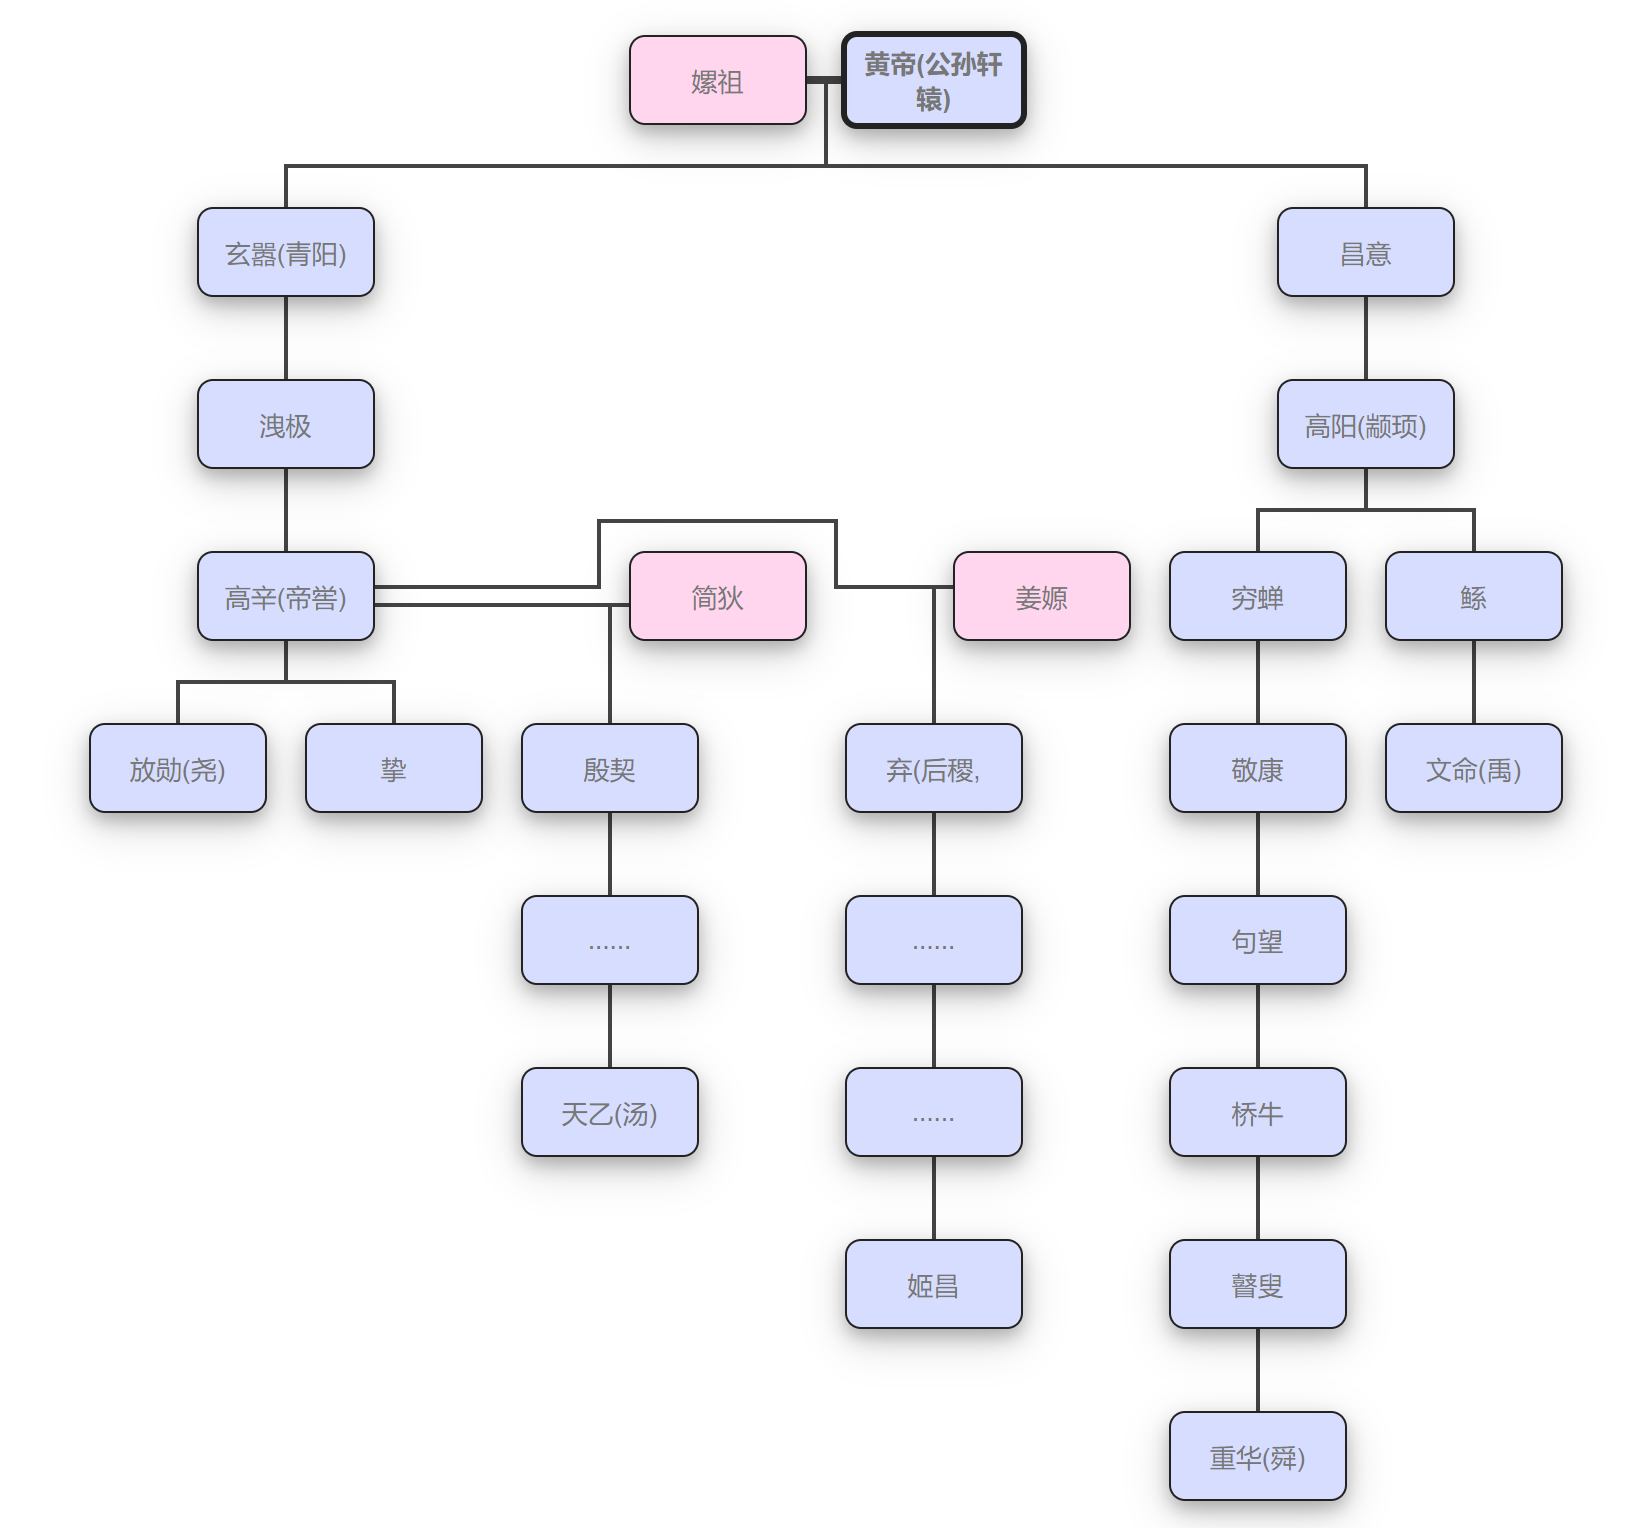 嫘祖
黄帝(公孙轩
辕)
玄嚣(青阳)
昌意
洩极
高阳(颛顼)
高辛(帝喾)
简狄
姜嫄
穷蝉
鲧
放勋(尧)
挚
殷契
弃(后稷,
敬康
文命(禹)
......
......
句望
天乙(汤)
......
桥牛
姬昌
瞽叟
重华(舜)